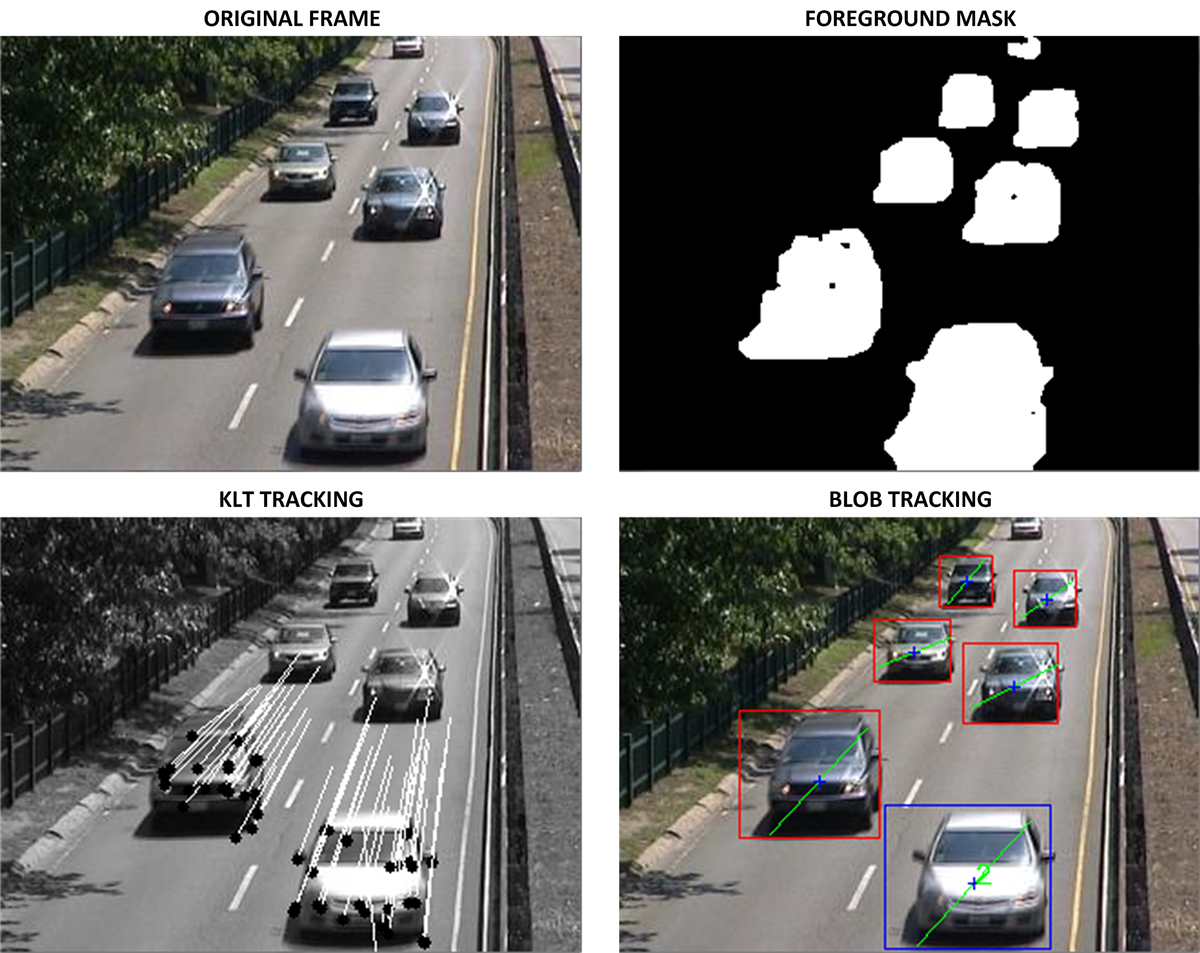 ORIGINAL FRAME
FOREGROUND MASK
KLT TRACKING
BLOB TRACKING
2